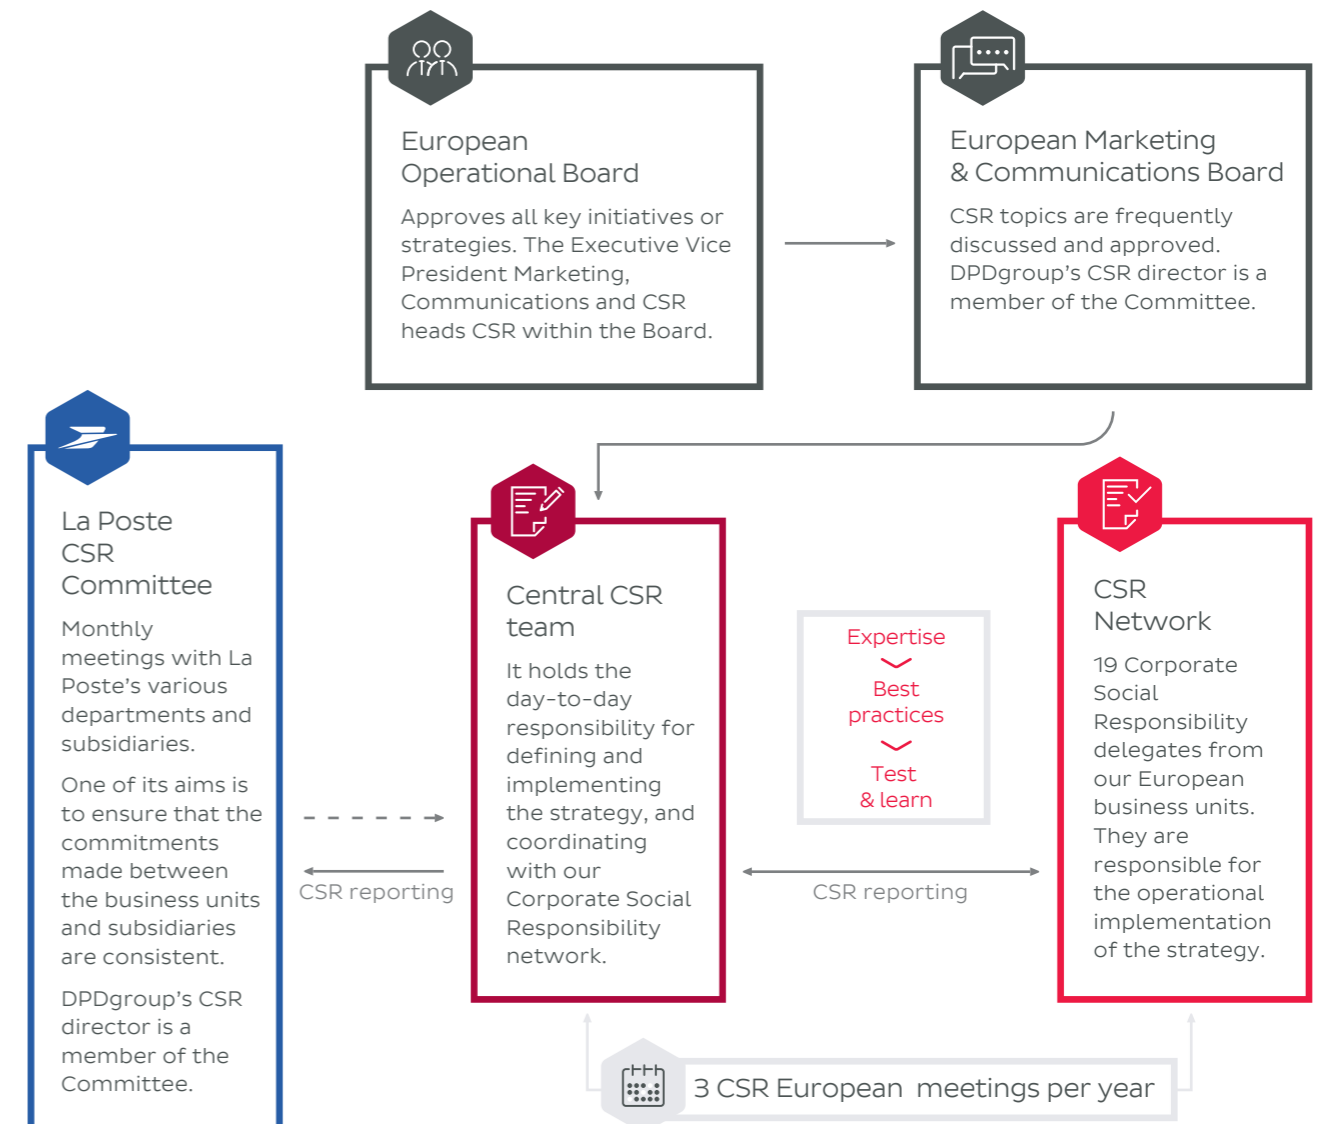 European
Operational Board
Approves all key initiatives or
strategies. The Executive Vice
President Marketing,
Communications and CSR
heads CSR within the Board.
European Marketing
& Communications Board
CSR topics are frequently
discussed and approved.
DPDgroup’s CSR director is a
member of the Committee.
La Poste
CSR
Committee
Monthly
meetings with La
Poste’s various
departments and
subsidiaries.
One of its aims is
to ensure that the
commitments
made between
the business units
and subsidiaries
are consistent.
DPDgroup’s CSR
director is a
member of the
Committee.
CSR reporting
Central CSR
team
It holds the
day-to-day
responsibility for
defining and
implementing
the strategy, and
coordinating
with our
Corporate Social
Responsibility
network.
Expertise
Best
practices
Test
& learn
CSR reporting
CSR
Network
19 Corporate
Social
Responsibility
delegates from
our European
business units.
They are
responsible for
the operational
implementation
of the strategy.
3 CSR European meetings per year